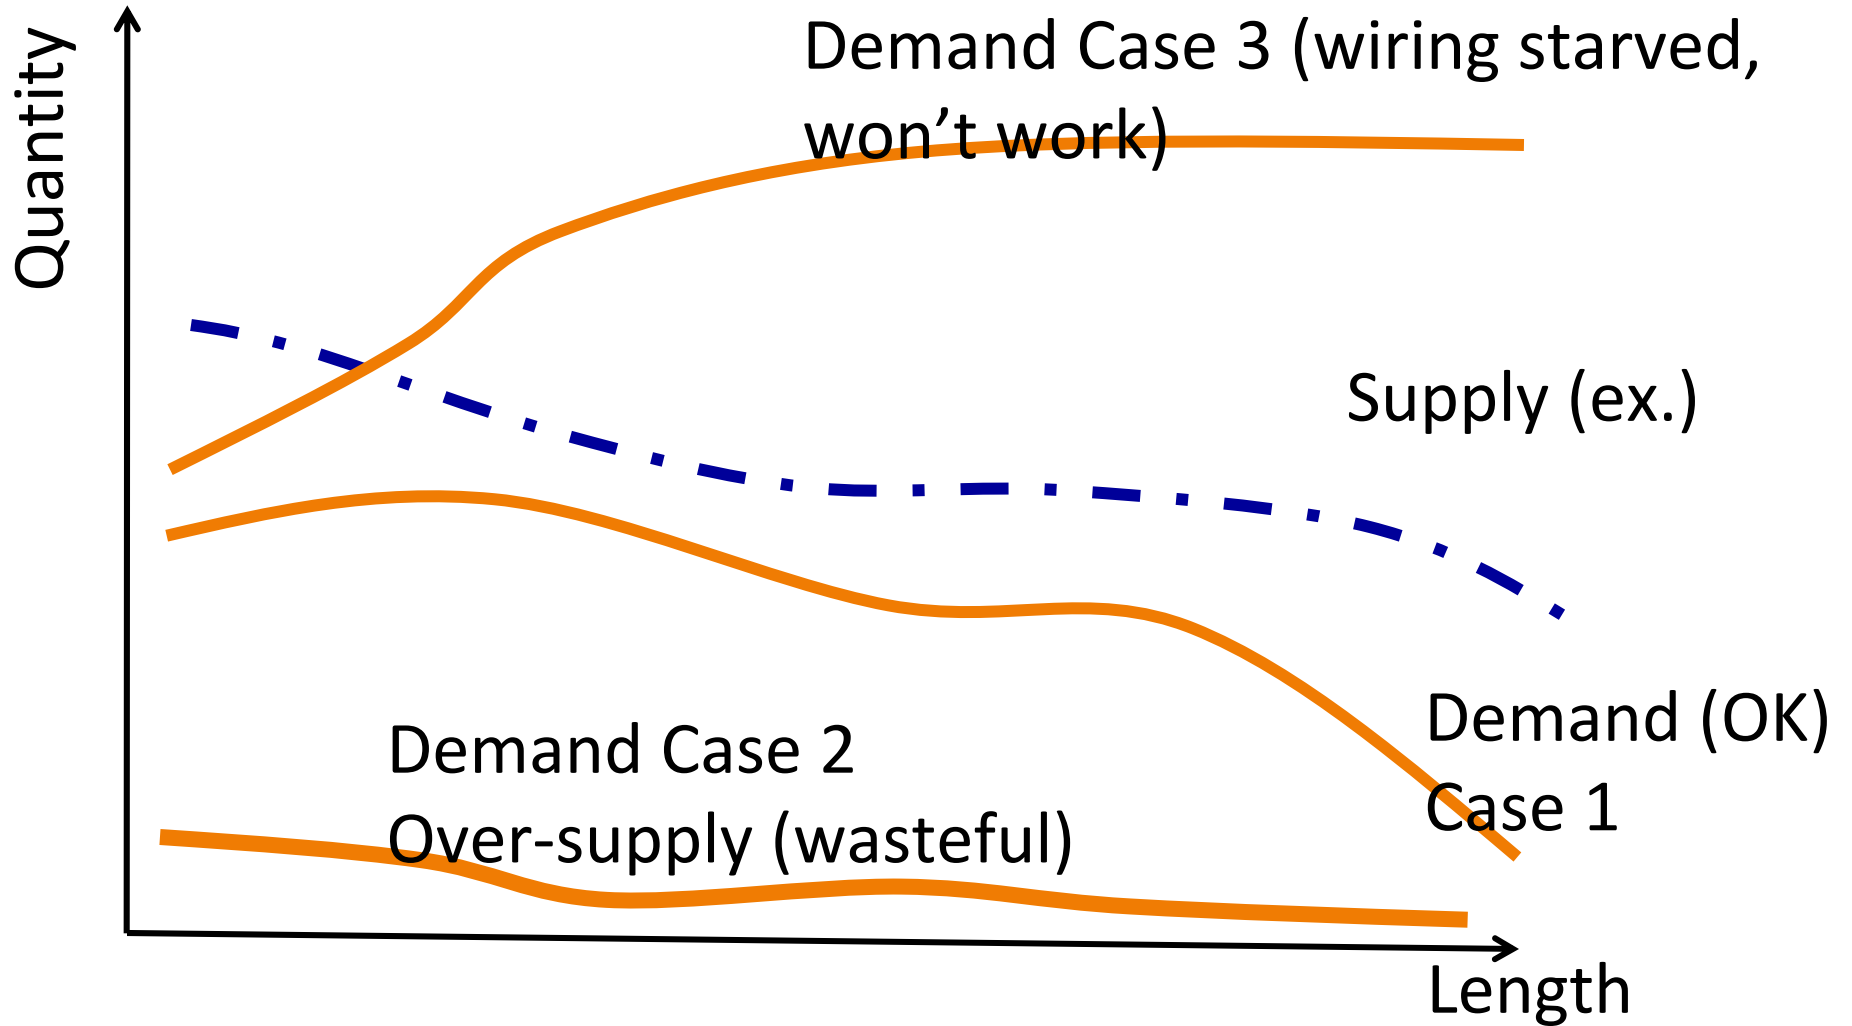 Quantity
Demand Case 3 (wiring starved,
won’t work)
Supply (ex.)
Demand (OK)
Case 1
Demand Case 2
Over-supply (wasteful)
Length